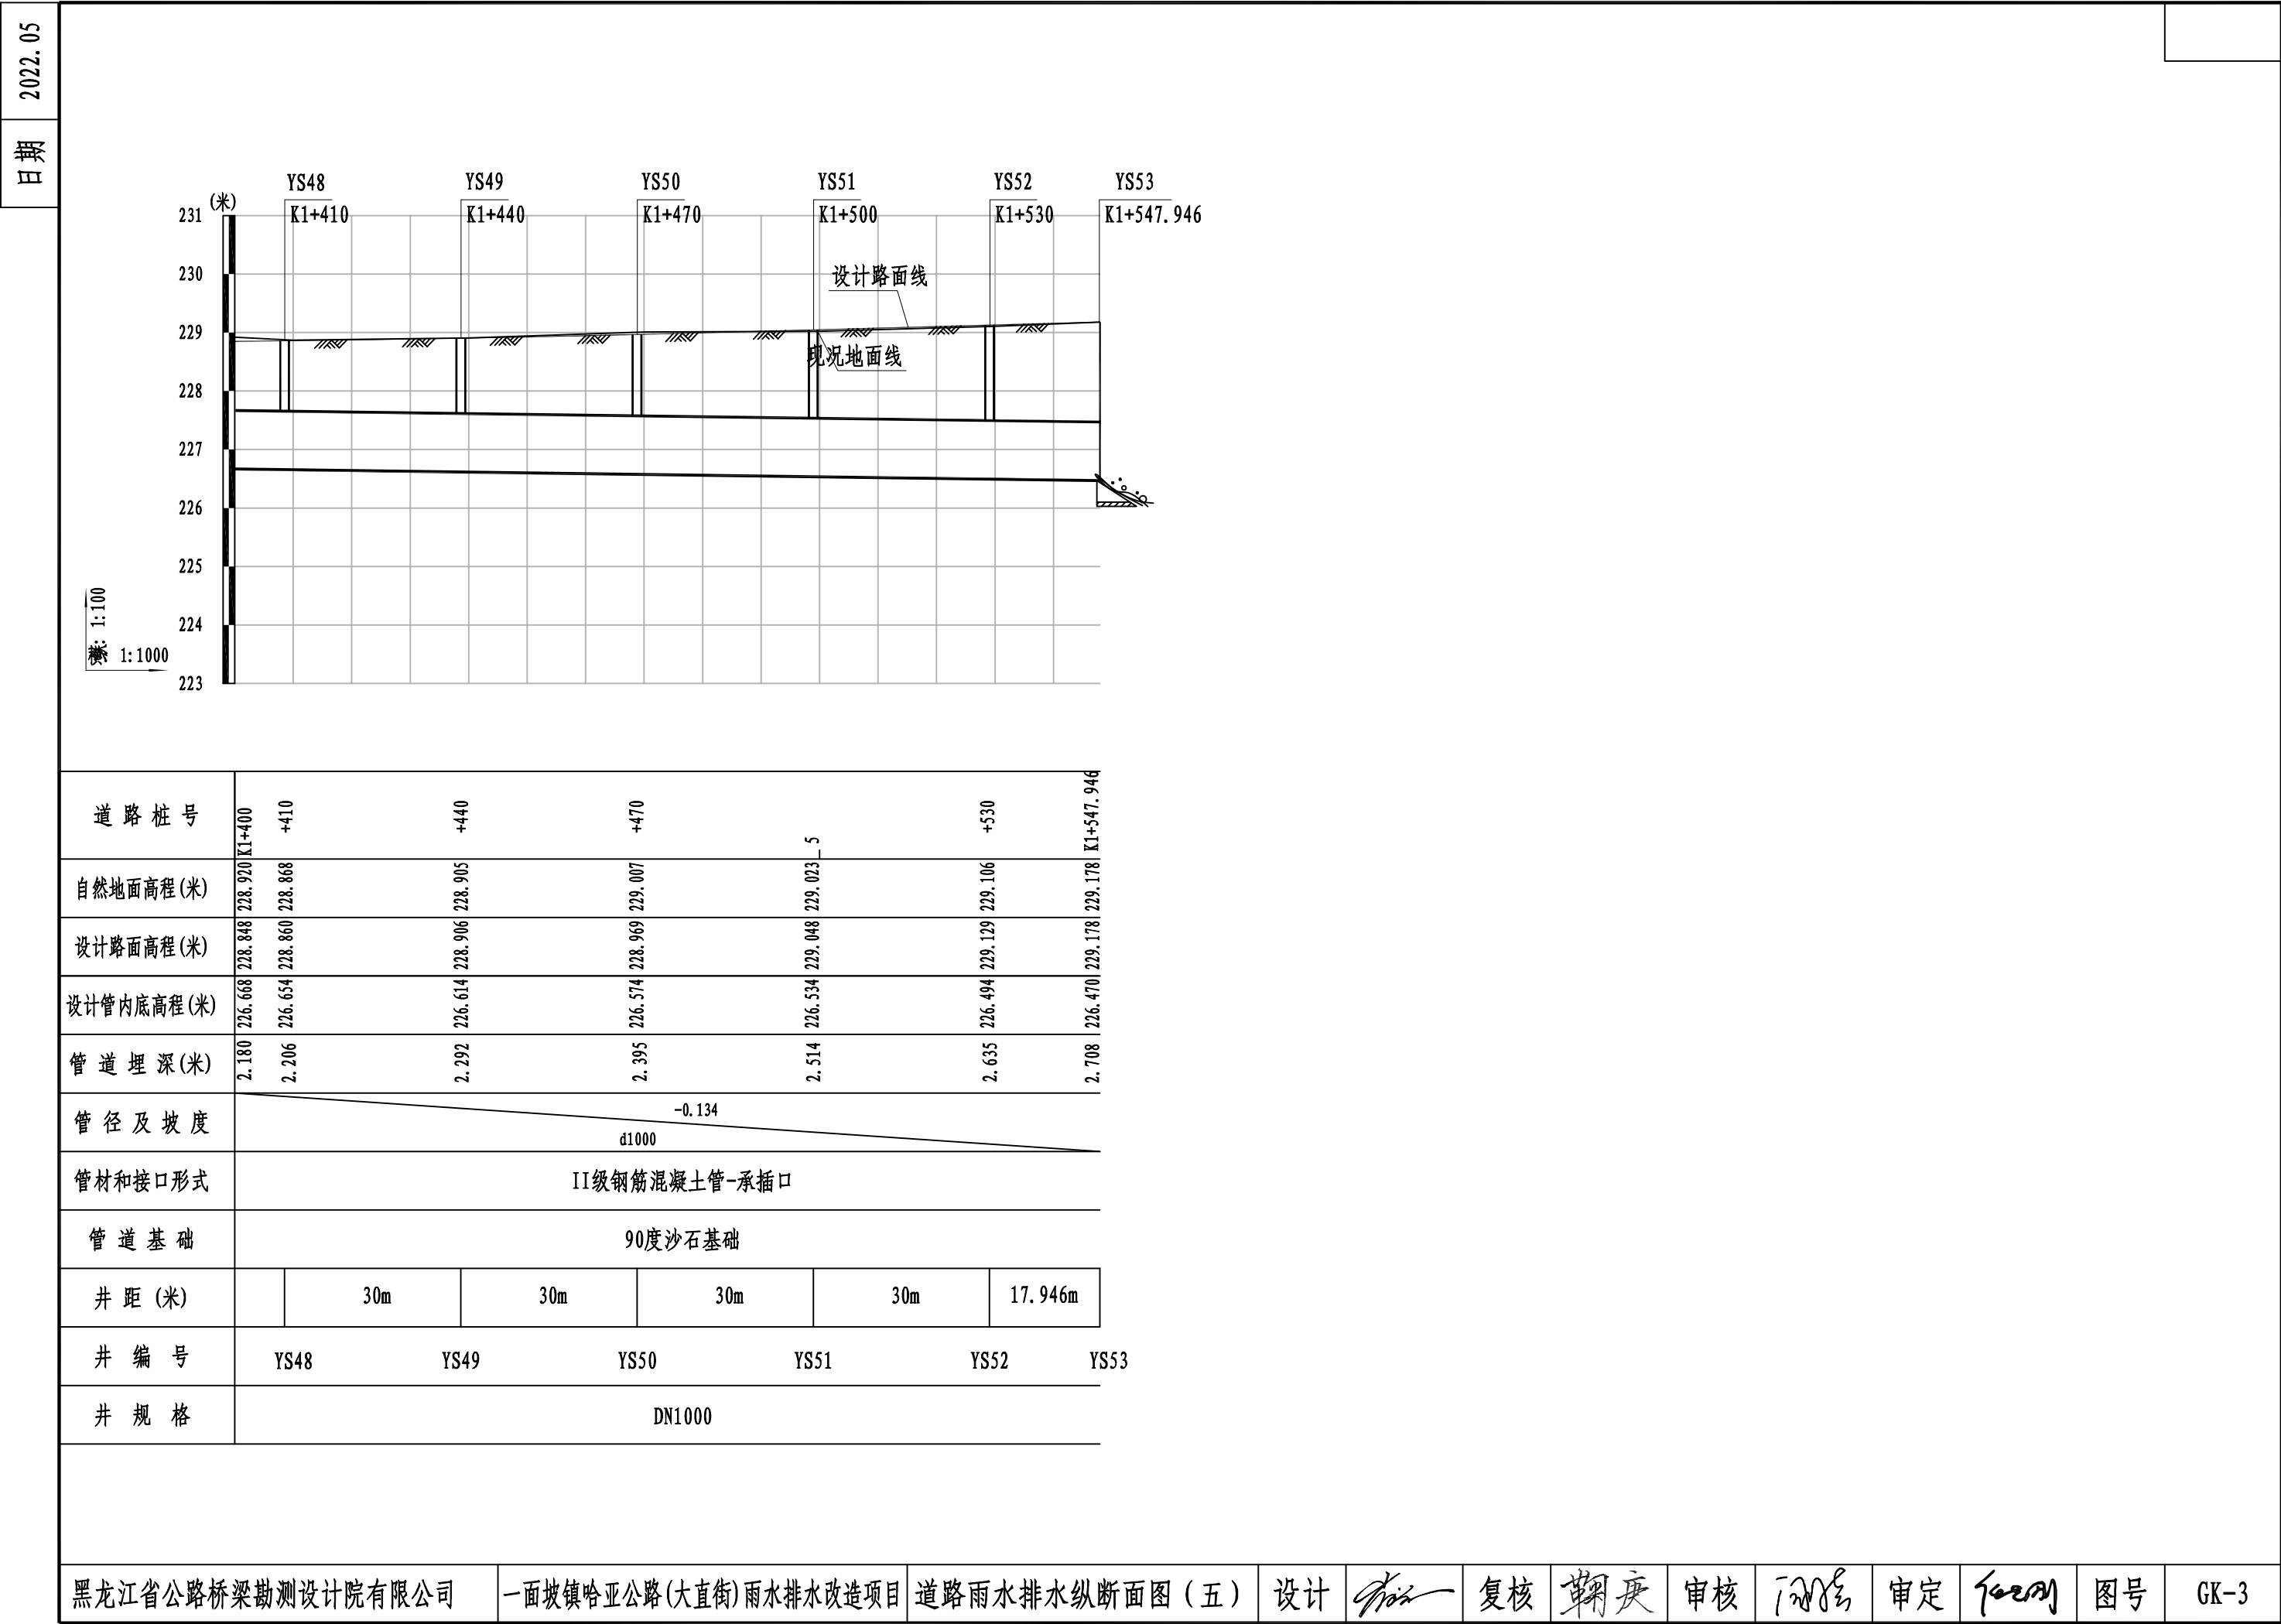 2022.05
日期
YS48 YS49 YS50 YS51 YS52 YS53
(米)
K1+410 K1+440 K1+470 K1+500 K1+530 K1+547.946
231
230
229
228
227
226
225
224
223
设计路面线
现况地面线
1:100
横: 1:1000
道路桩号 K1+400 +410 +440 +470 5 +530 K1+547.946
自然地面高程(米) 228.920 228.868 228.905 229.007 229.023 229.106 229.178
设计路面高程(米) 228.848 228.860 228.906 228.969 229.048 229.129 229.178
设计管内底高程(米) 226.668 226.654 226.614 226.574 226.534 226.494 226.470
管道埋深(米) 2.180 2.206 2.292 2.395 2.514 2.635 2.708
管径及坡度 -0.134
d1000
管材和接口形式 II级钢筋混凝土管-承插口
管道基础 90度沙石基础
井距(米) 30m 30m 30m 30m 17.946m
井编号 YS48 YS49 YS50 YS51 YS52 YS53
井规格 DN1000
黑龙江省公路桥梁勘测设计院有限公司 一面坡镇哈亚公路(大直街)雨水排水改造项目 道路雨水排水纵断面图(五) 设计 复核 审核 审定 图号 GK-3